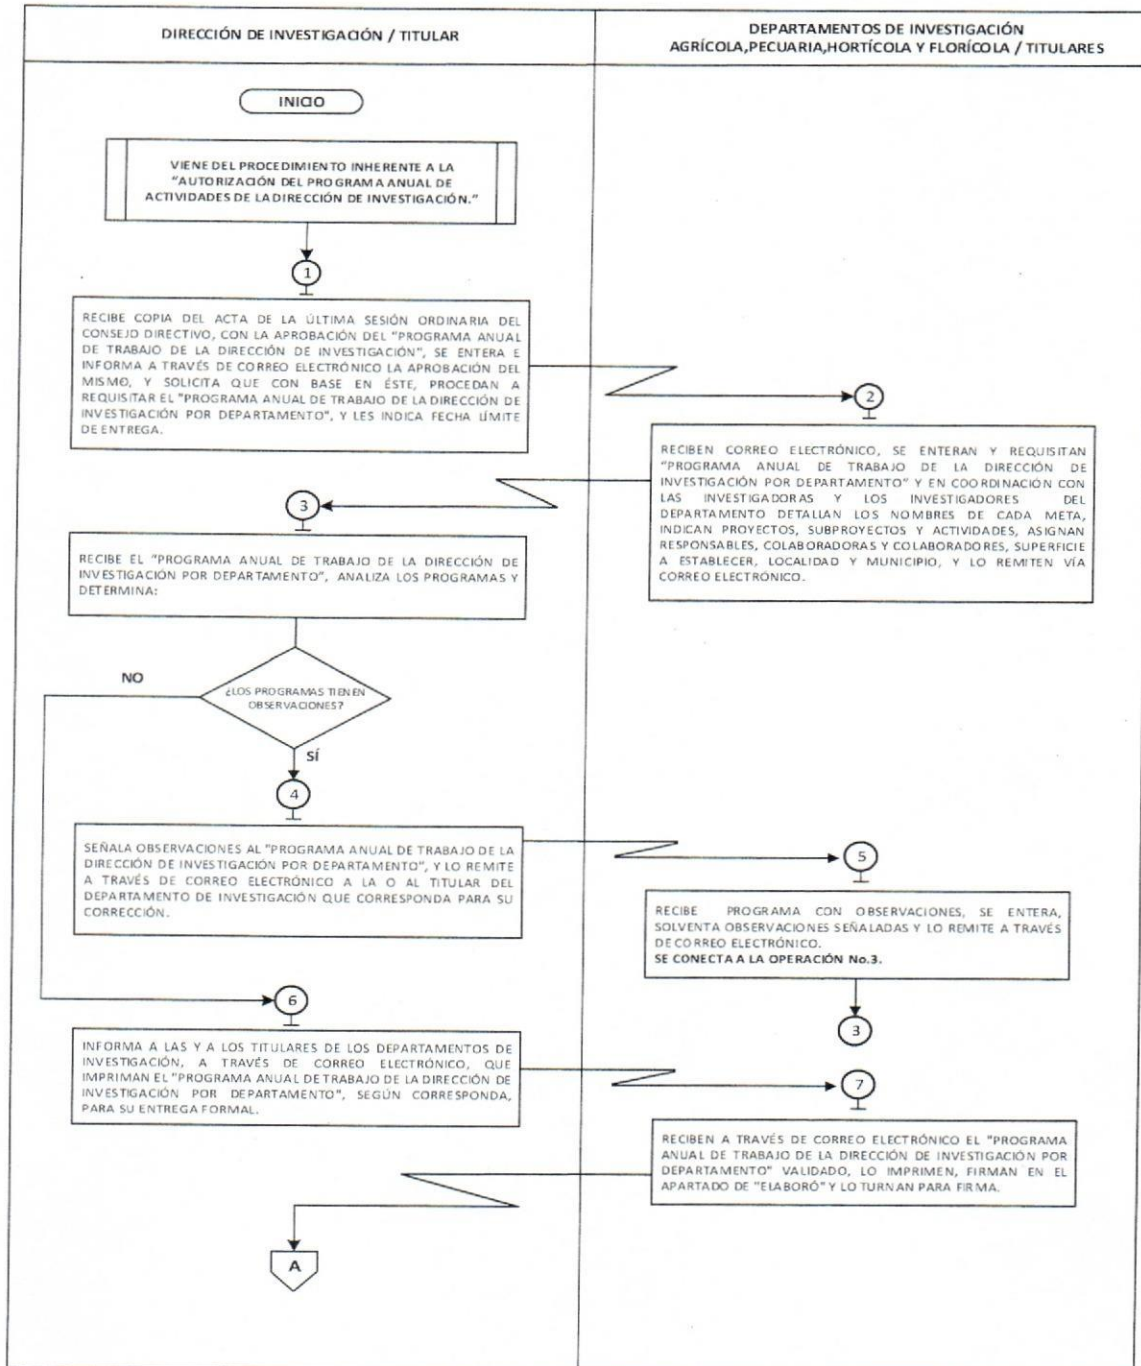 DIRECCIÓN DE INVESTIGACIÓN / TITULAR
DEPARTAMENTOS DE INVESTIGACIÓN
AGRÍCOLA,PECUARIA,HORTÍCOLA Y FLORÍCOLA / TITULARES
INICIO
VIENE DEL PROCEDIMIENTO INHERENTE A LA
“AUTORIZACIÓN DEL PROGRAMA ANUAL DE
ACTIVIDADES DE LA DIRECCIÓN DE INVESTIGACIÓN.”
1
RECIBE COPIA DEL ACTA DE LA ÚLTIMA SESIÓN ORDINARIA DEL
CONSEJO DIRECTIVO, CON LA APROBACIÓN DEL "PROGRAMA ANUAL
DE TRABAJO DE LA DIRECCIÓN DE INVESTIGACIÓN", SE ENTERA E
INFORMA A TRAVÉS DE CORREO ELECTRÓNICO LA APROBACIÓN DEL
MISMO, Y SOLICITA QUE CON BASE EN ÉSTE, PROCEDAN A
REQUISITAR EL "PROGRAMA ANUAL DE TRABAJO DE LA DIRECCIÓN DE
INVESTIGACIÓN POR DEPARTAMENTO", Y LES INDICA FECHA LÍMITE
DE ENTREGA.
2
RECIBEN CORREO ELECTRÓNICO, SE ENTERAN Y REQUISITAN
"PROGRAMA ANUAL DE TRABAJO DE LA DIRECCIÓN DE
INVESTIGACIÓN POR DEPARTAMENTO" Y EN COORDINACIÓN CON
LAS INVESTIGADORAS Y LOS INVESTIGADORES DEL
DEPARTAMENTO DETALLAN LOS NOMBRES DE CADA META,
INDICAN PROYECTOS, SUBPROYECTOS Y ACTIVIDADES, ASIGNAN
RESPONSABLES, COLABORADORAS Y COLABORADORES, SUPERFICIE
A ESTABLECER, LOCALIDAD Y MUNICIPIO, Y LO REMITEN VÍA
CORREO ELECTRÓNICO.
3
RECIBE EL "PROGRAMA ANUAL DE TRABAJO DE LA DIRECCIÓN DE
INVESTIGACIÓN POR DEPARTAMENTO", ANALIZA LOS PROGRAMAS Y
DETERMINA:
NO
¿LOS PROGRAMAS TIENEN
OBSERVACIONES?
SÍ
4
SEÑALA OBSERVACIONES AL "PROGRAMA ANUAL DE TRABAJO DE LA
DIRECCIÓN DE INVESTIGACIÓN POR DEPARTAMENTO", Y LO REMITE
A TRAVÉS DE CORREO ELECTRÓNICO A LA O AL TITULAR DEL
DEPARTAMENTO DE INVESTIGACIÓN QUE CORRESPONDA PARA SU
CORRECCIÓN.
5
RECIBE PROGRAMA CON OBSERVACIONES, SE ENTERA,
SOLVENTA OBSERVACIONES SEÑALADAS Y LO REMITE A TRAVÉS
DE CORREO ELECTRÓNICO.
SE CONECTA A LA OPERACIÓN No.3.
3
6
INFORMA A LAS Y A LOS TITULARES DE LOS DEPARTAMENTOS DE
INVESTIGACIÓN, A TRAVÉS DE CORREO ELECTRÓNICO, QUE
IMPRIMAN EL "PROGRAMA ANUAL DE TRABAJO DE LA DIRECCIÓN DE
INVESTIGACIÓN POR DEPARTAMENTO", SEGÚN CORRESPONDA,
PARA SU ENTREGA FORMAL.
7
RECIBEN A TRAVÉS DE CORREO ELECTRÓNICO EL "PROGRAMA
ANUAL DE TRABAJO DE LA DIRECCIÓN DE INVESTIGACIÓN POR
DEPARTAMENTO" VALIDADO, LO IMPRIMEN, FIRMAN EN EL
APARTADO DE "ELABORÓ" Y LO TURNAN PARA FIRMA.
A